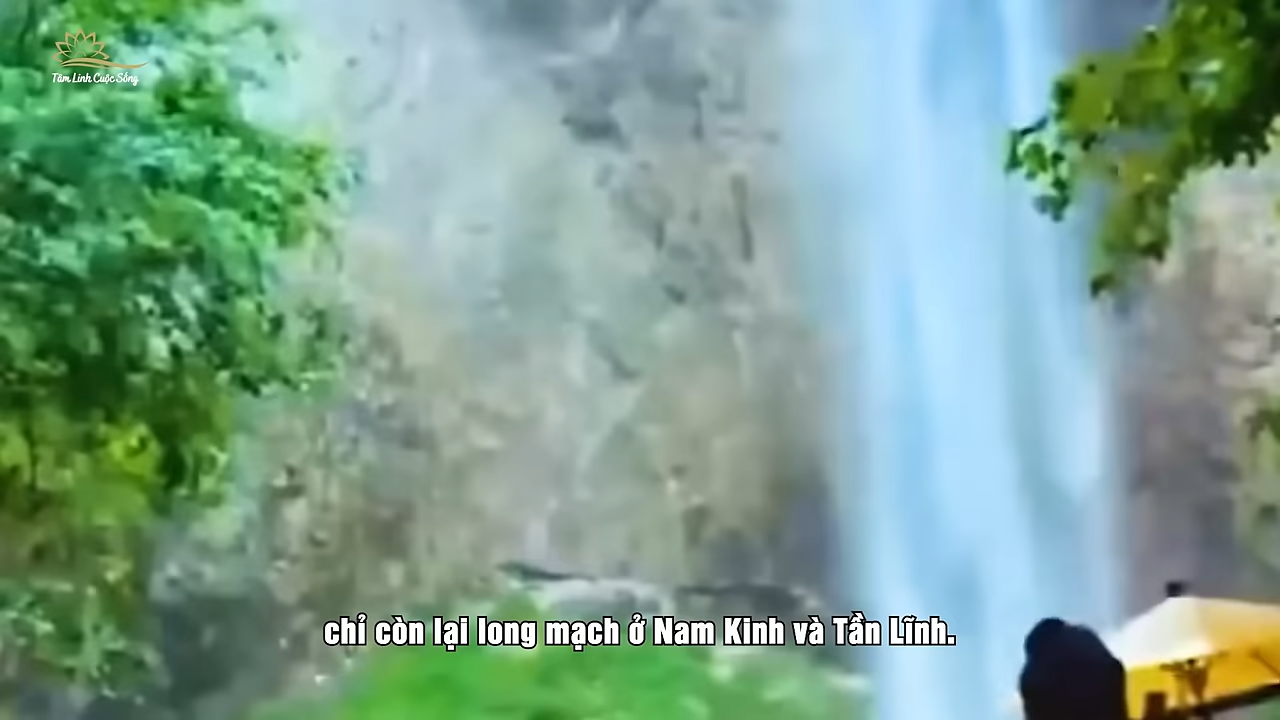 Tâm Linh Cuộc Sống
chỉ còn lại long mạch ở Nam Kinh và Tần Lĩnh.